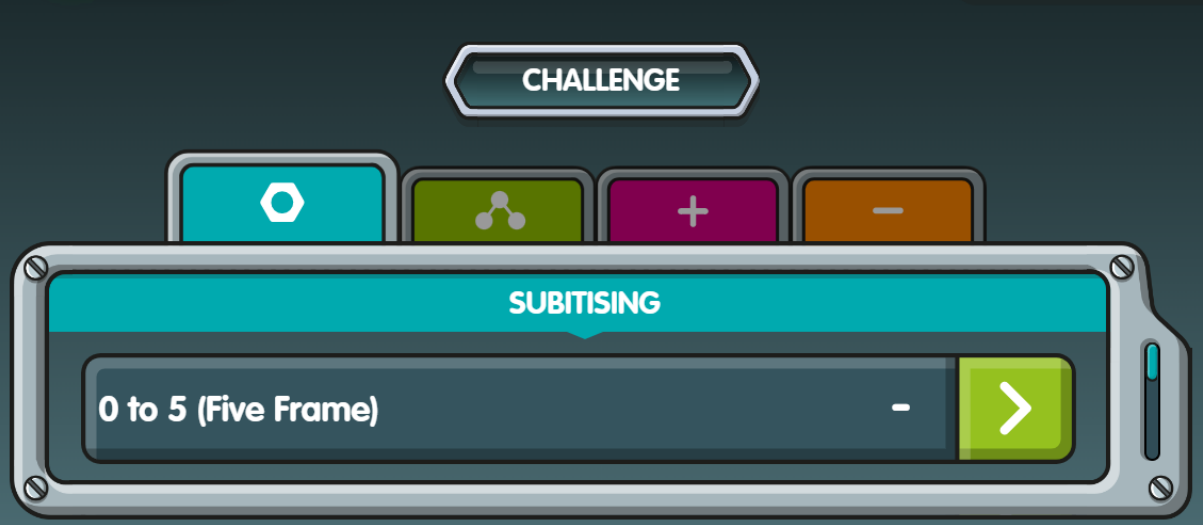 CHALLENGE
+
-
SUBITISING
0 to 5 (Five Frame) -